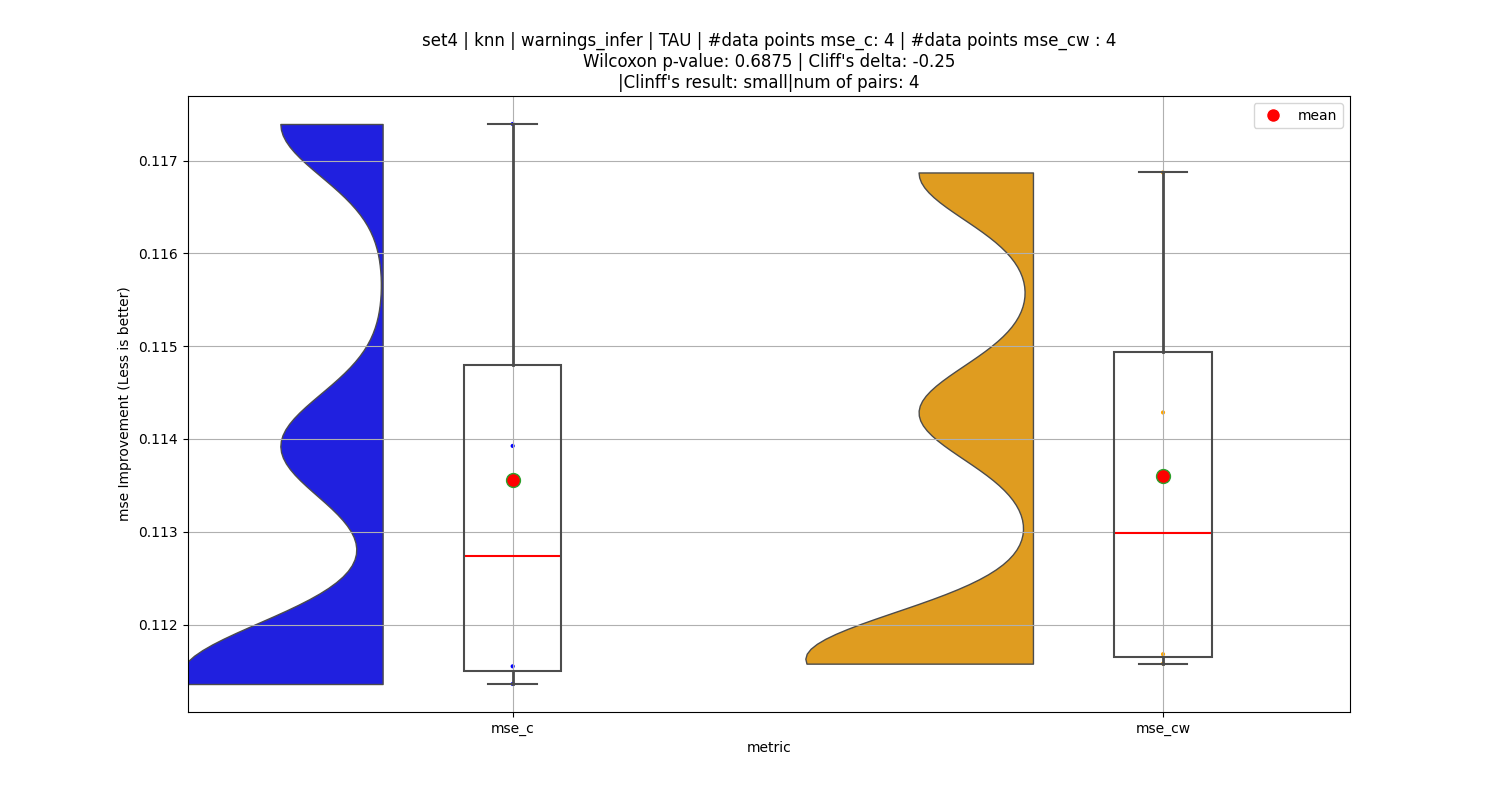 set4 | knn | warnings_infer | TAU | #data points mse_c: 4 | #data points mse_cw : 4
Wilcoxon p-value: 0.6875 | Cliff's delta: -0.25
|Clinff's result: small|num of pairs: 4
mean
0.117
0.116
0.115
0.114
0.113
0.112
mse Improvement (Less is better)
mse_c
mse_cw
metric